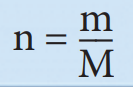 n = m/M